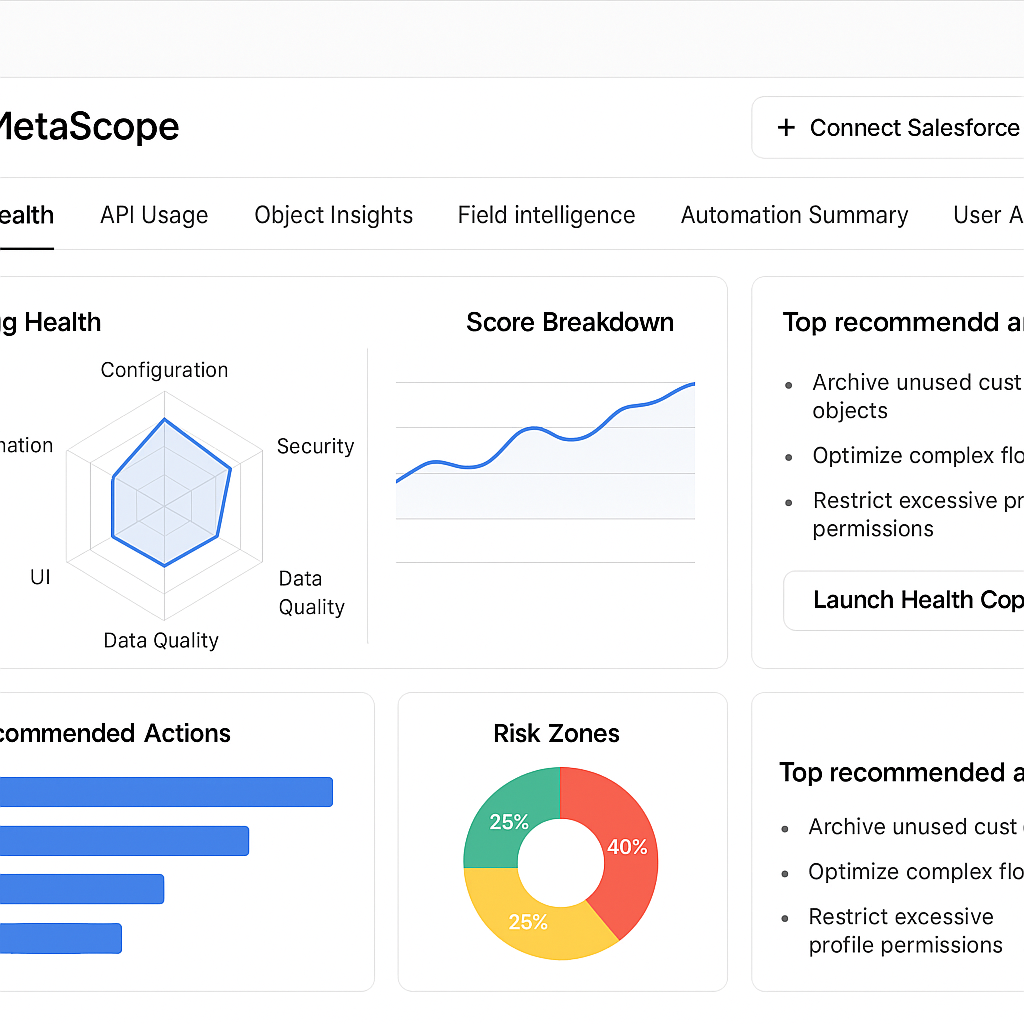 MetaScope
+ Connect Salesforce
ealth API Usage Object Insights Field intelligence Automation Summary User A
g Health
Score Breakdown
Configuration
mation
Security
UI
Data
Quality
Data Quality
Top recommendd a
Archive unused cust
objects
Optimize complex flo
Restrict excessive pr
permissions
Launch Health Cop
commended Actions
Risk Zones
25%
40%
25%
Top recommended a
Archive unused cust
Optimize complex flo
Restrict excessive
profile permissions